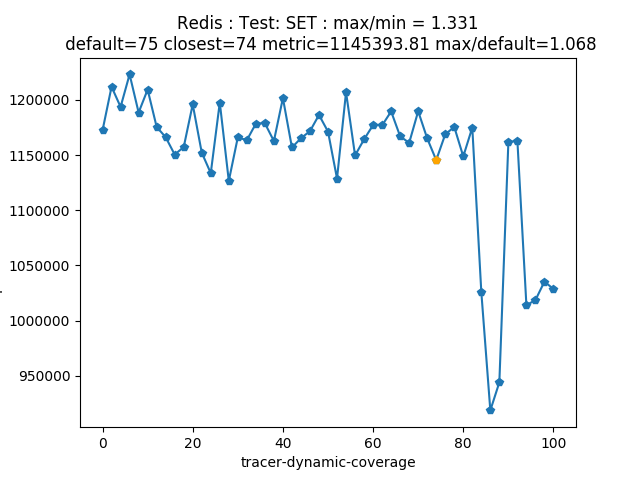 Redis : Test: SET : max/min = 1.331
default=75 closest=74 metric=1145393.81 max/default=1.068
1200000
1150000
1100000
1050000
1000000
950000
0 20 40 60 80 100
tracer-dynamic-coverage